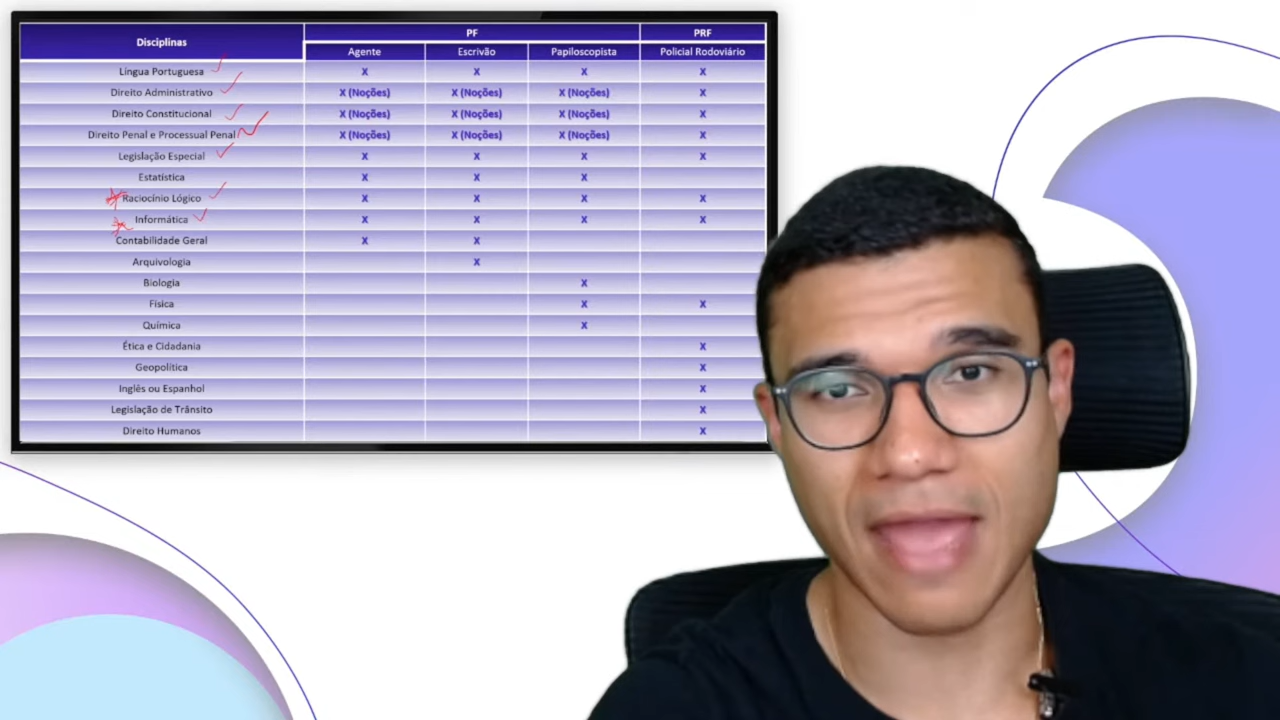 Disciplinas PF PRF
Agente Escrivão Papiloscopista Policial Rodoviário
Língua Portuguesa X X X X
Direito Administrativo X (Noções) X (Noções) X (Noções) X
Direito Constitucional X (Noções) X (Noções) X (Noções) X
Direito Penal e Processual Penal X (Noções) X (Noções) X (Noções) X
Legislação Especial X X X X
Estatística X X X
Raciocínio Lógico X X X X
Informática X X X X
Contabilidade Geral X X
Arquivologia X
Biologia X
Física X X
Química X
Ética e Cidadania X
Geopolítica X
Inglês ou Espanhol X
Legislação de Trânsito X
Direito Humanos X